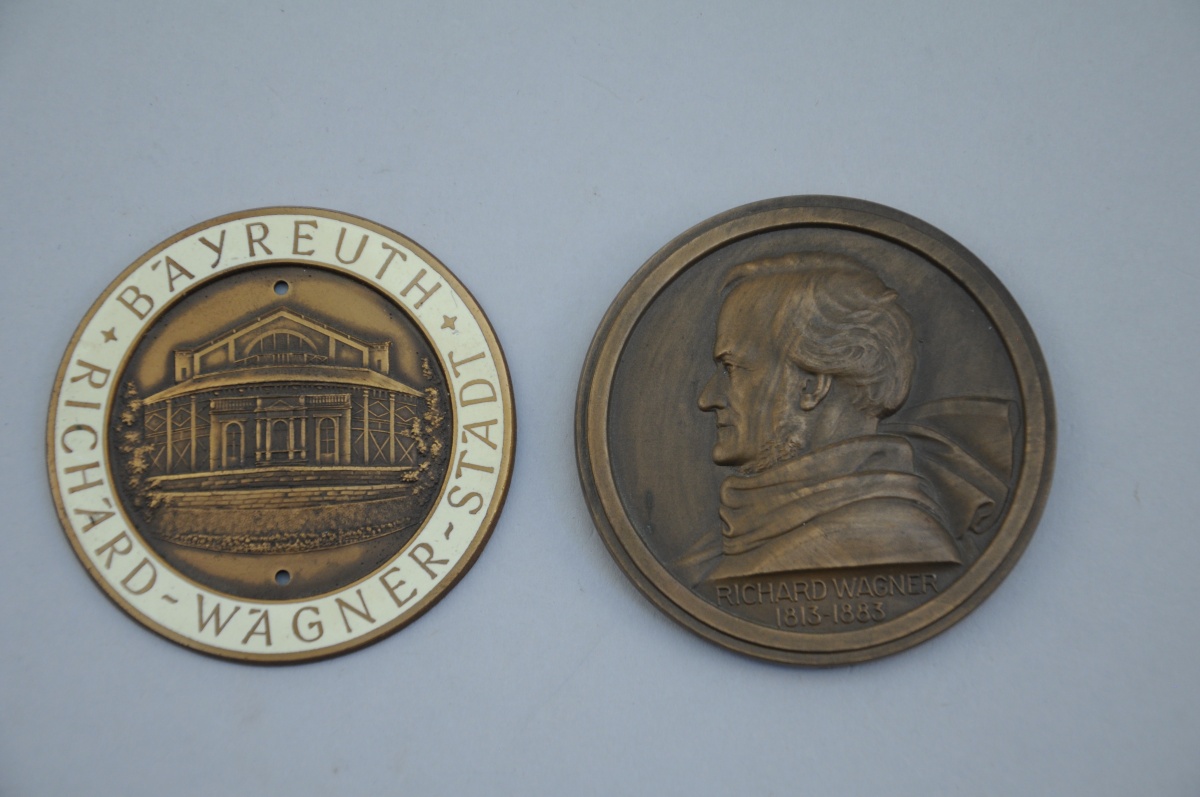 BAYREUTH
RICHARD-WAGNER-STADT
RICHARD WAGNER
1813-1883